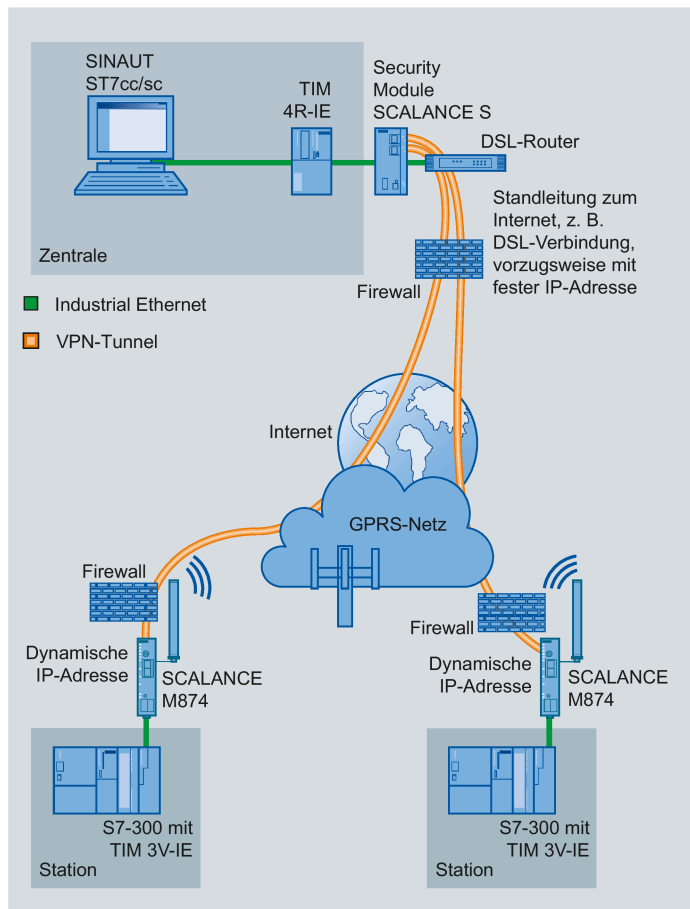 SINAUT
ST7cc/sc
TIM
4R-IE
Security
Module
SCALANCE S
DSL-Router
Standleitung zum
Internet, z. B.
DSL-Verbindung,
vorzugsweise mit
fester IP-Adresse
Zentrale
Firewall
Industrial Ethernet
VPN-Tunnel
Internet
GPRS-Netz
Firewall
Dynamische
IP-Adresse
SCALANCE
M874
S7-300 mit
TIM 3V-IE
Station
Firewall
Dynamische
IP-Adresse
SCALANCE
M874
S7-300 mit
TIM 3V-IE
Station